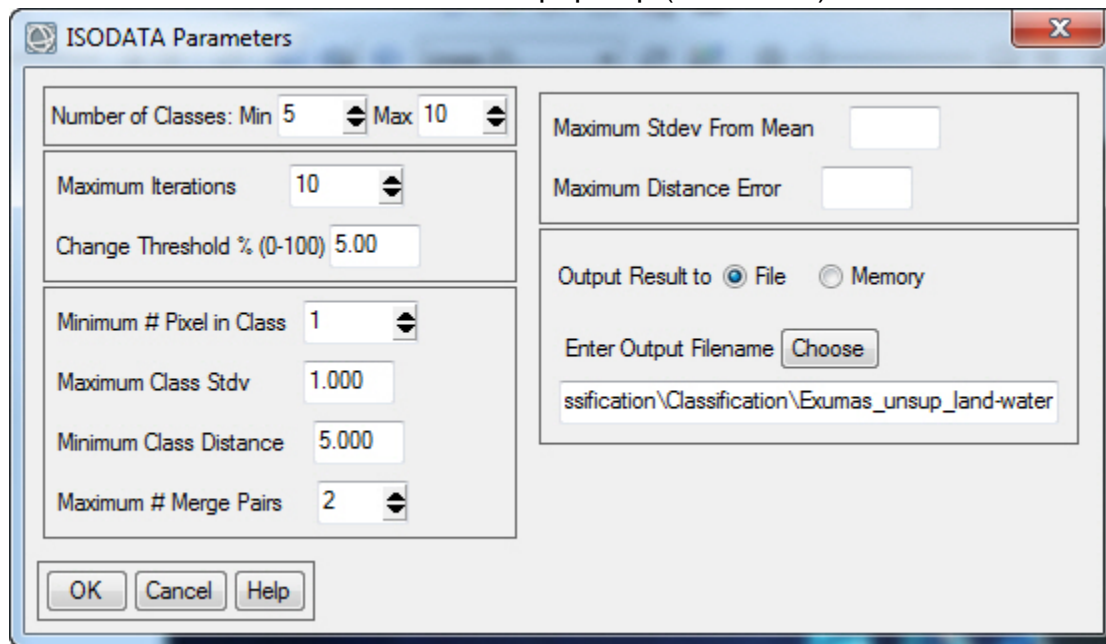 ISODATA Parameters
Number of Classes: Min 5 Max 10
Maximum Iterations 10
Change Threshold % (0-100) 5.00
Minimum # Pixel in Class 1
Maximum Class Stdv 1.000
Minimum Class Distance 5.000
Maximum # Merge Pairs 2
Maximum Stdev From Mean
Maximum Distance Error
Output Result to File Memory
Enter Output Filename Choose
ssification\Classification\Exumas_unsup_land-water
OK Cancel Help